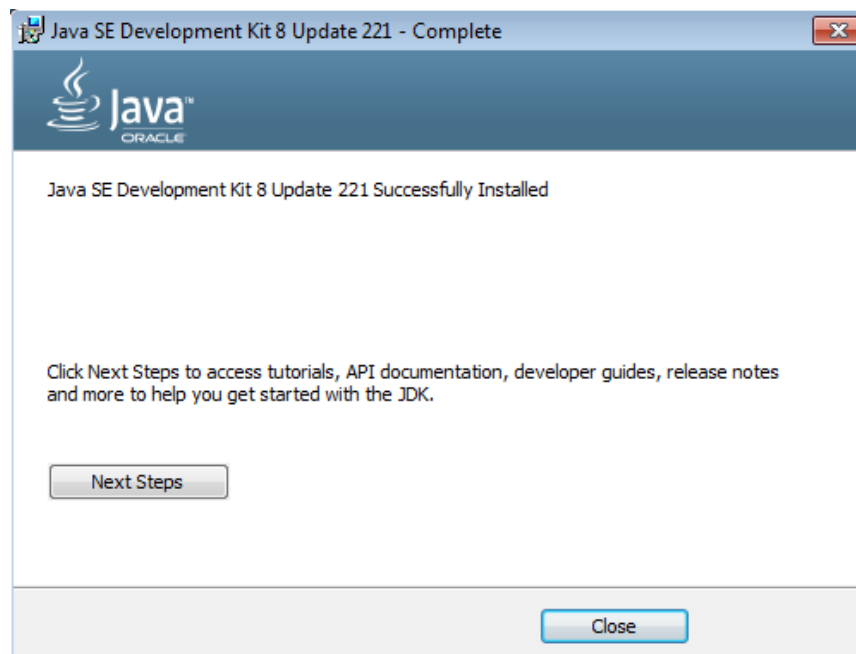 Java SE Development Kit 8 Update 221 - Complete
Java™
ORACLE
Java SE Development Kit 8 Update 221 Successfully Installed
Click Next Steps to access tutorials, API documentation, developer guides, release notes
and more to help you get started with the JDK.
Next Steps
Close